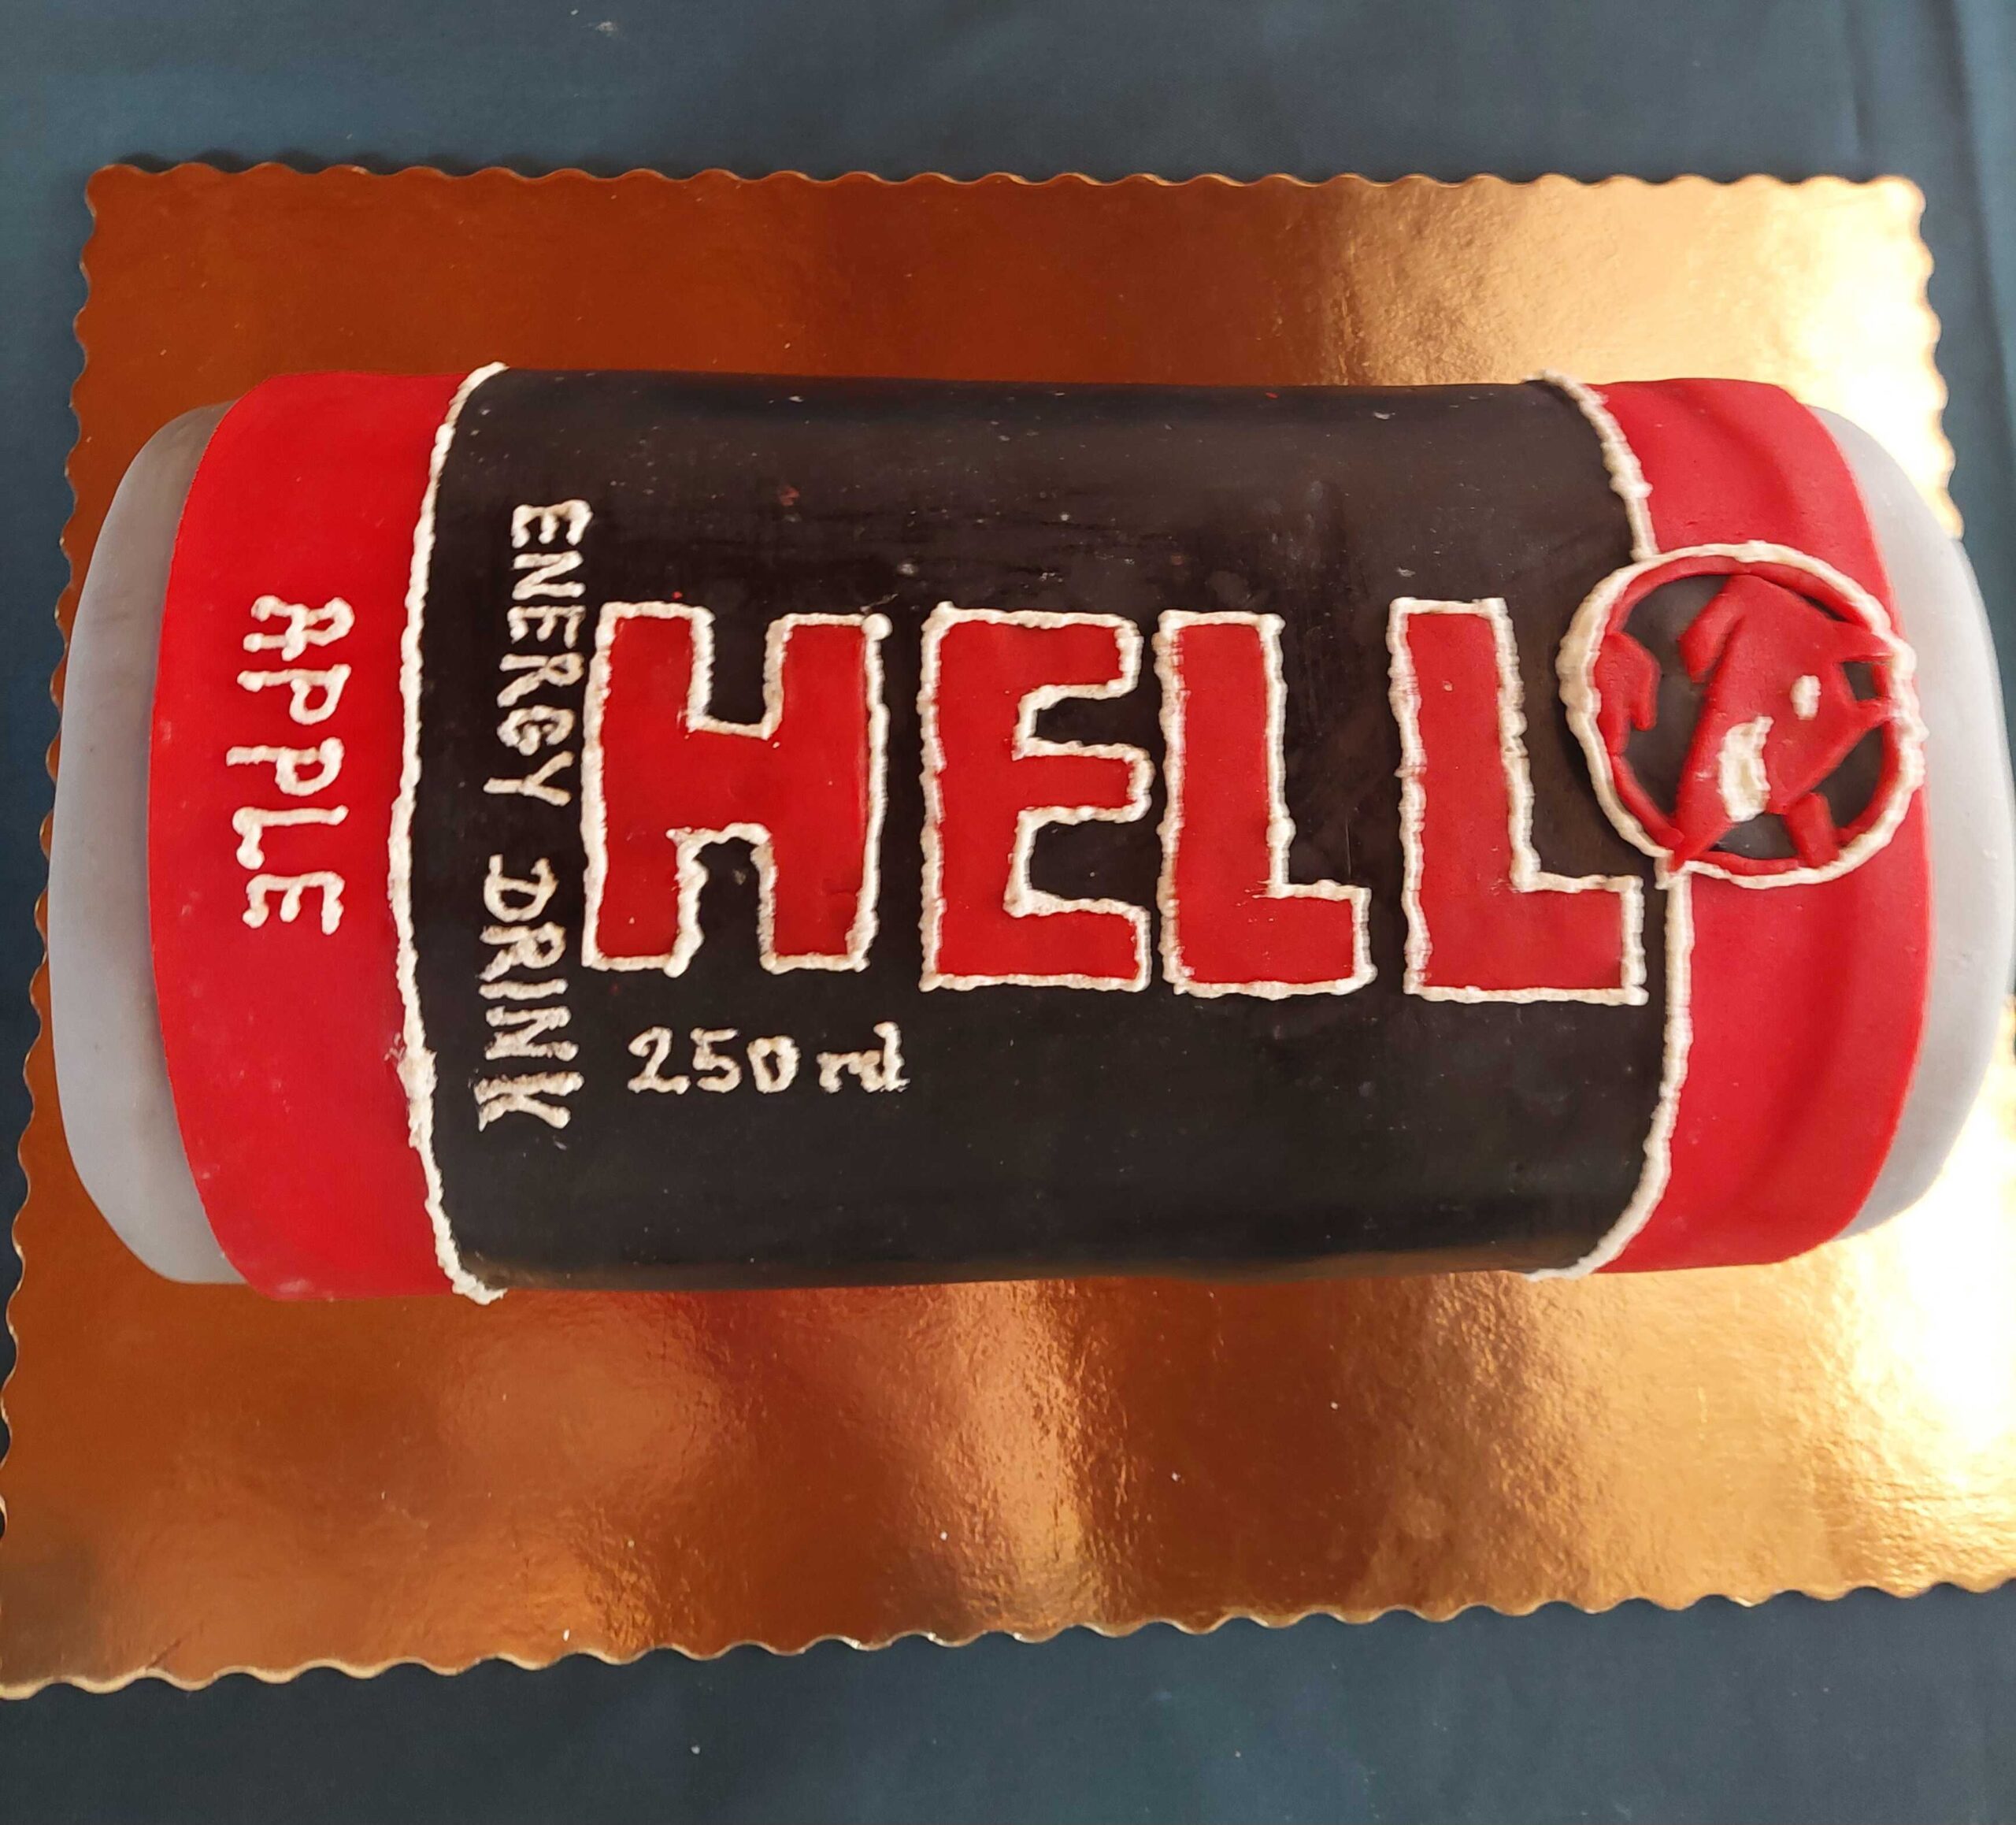 HELL
ENERGY DRINK
250 ml
APPLE